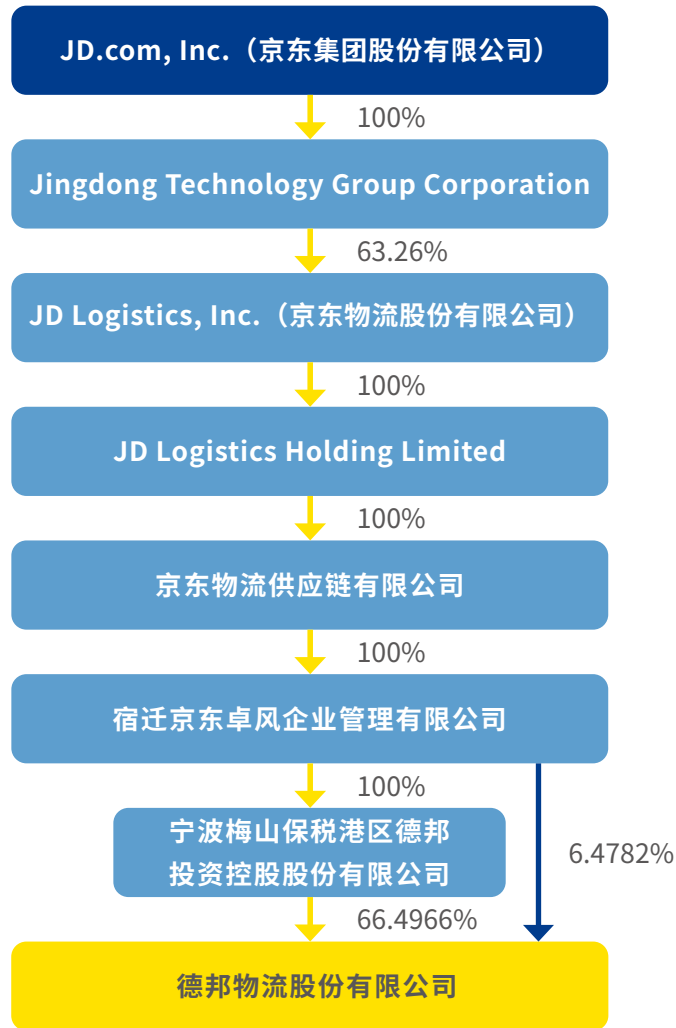 JD.com, Inc.（京东集团股份有限公司）
100%
Jingdong Technology Group Corporation
63.26%
JD Logistics, Inc.（京东物流股份有限公司）
100%
JD Logistics Holding Limited
100%
京东物流供应链有限公司
100%
宿迁京东卓风企业管理有限公司
100%
宁波梅山保税港区德邦
投资控股股份有限公司
6.4782%
66.4966%
德邦物流股份有限公司